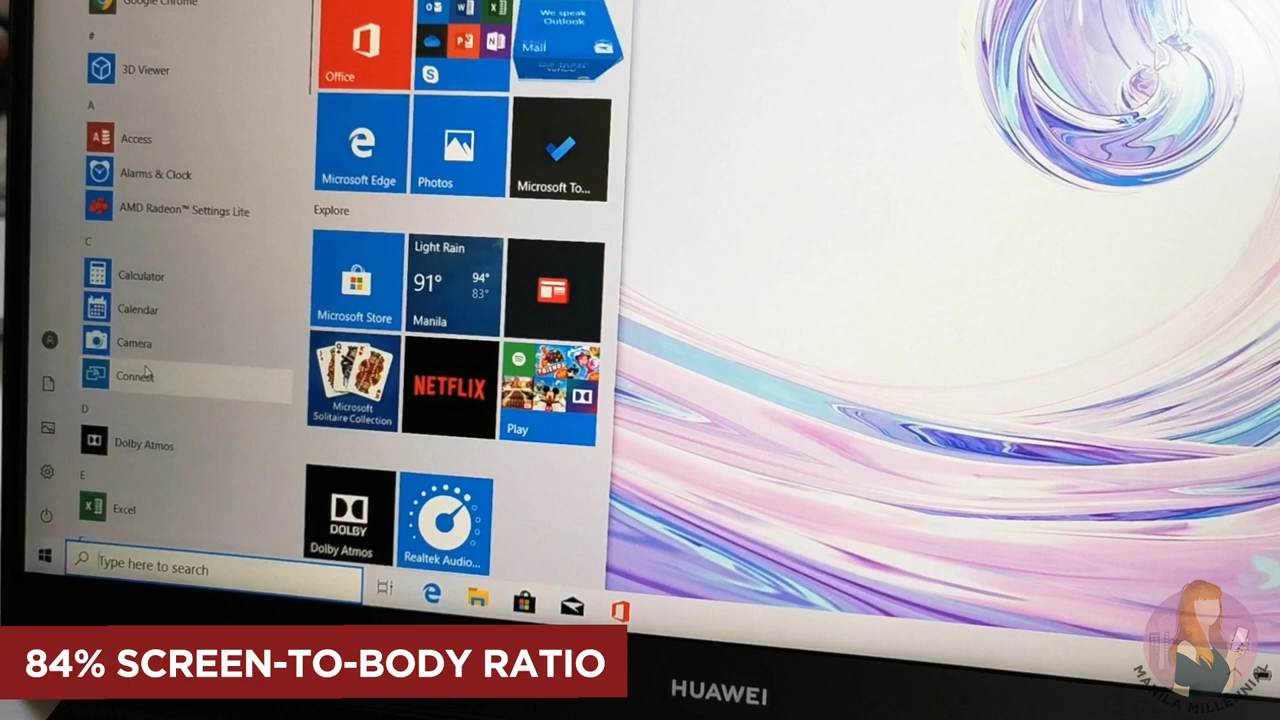 Google Chrome
#
3D Viewer
A
Access
Alarms & Clock
AMD Radeon™ Settings Lite
C
Calculator
Calendar
Camera
Connect
D
Dolby Atmos
E
Excel
Type here to search
Office
We speak
Outlook
Mail
Microsoft Edge
Photos
Microsoft To...
Explore
Microsoft Store
Light Rain
91°
94°
83°
Manila
Microsoft
Solitaire Collection
NETFLIX
Play
DOLBY
Dolby Atmos
Realtek Audio...
84% SCREEN-TO-BODY RATIO
HUAWEI
MANILA MILLENNIAL